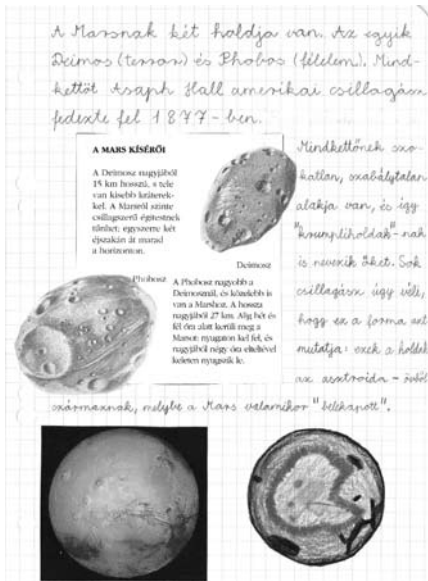 A Marsnak két holdja van. Az egyik
Deimos (terror) és Phobos (félelem). Mind-
kettőt Asaph Hall amerikai csillagász
fedezte fel 1877-ben.
A MARS KÍSÉRŐI
A Deimosz nagyjából
15 km hosszú, s tele
van kisebb kráterek-
kel. A Marsról szinte
csillagszerű égitestnek
tűnhet; egyszerre két
éjszakán át marad
a horizonton.
Deimosz
Phobosz
A Phobosz nagyobb a
Deimosznál, és közelebb is
van a Marshoz. A hossza
nagyjából 27 km. Alig hét és
fél óra alatt kerüli meg a
Marsot: nyugaton kel fel, és
nagyjából négy óra elteltével
keleten nyugszik le.
Mindkettőnek szo-
katlan, szabálytalan
alakja van, és így
"krumpliholdak"-nak
is nevezik őket. Sok
csillagász úgy véli,
hogy ez a forma azt
mutatja: ezek a holdak
az asztroida-övből
származnak, melybe a Mars valamikor "belehapott".